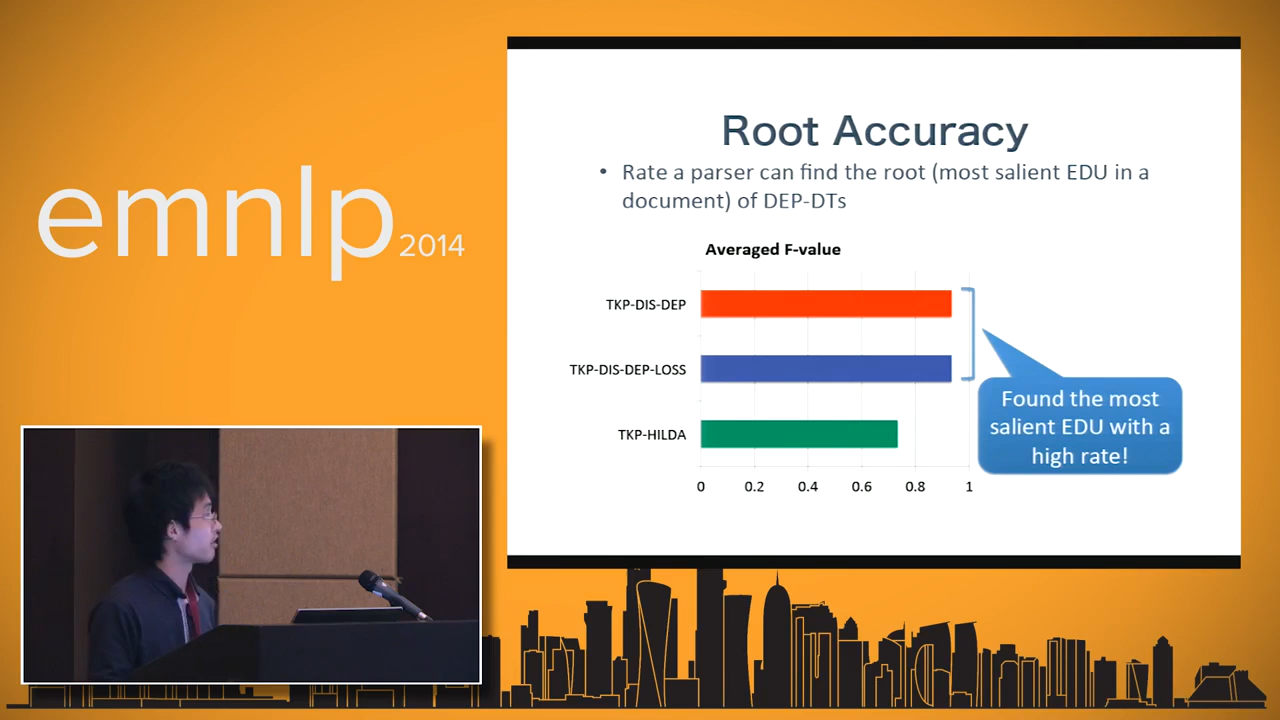 emnlp 2014
Root Accuracy
• Rate a parser can find the root (most salient EDU in a
document) of DEP-DTs
Averaged F-value
TKP-DIS-DEP
TKP-DIS-DEP-LOSS
TKP-HILDA
0 0.2 0.4 0.6 0.8 1
Found the most
salient EDU with a
high rate!